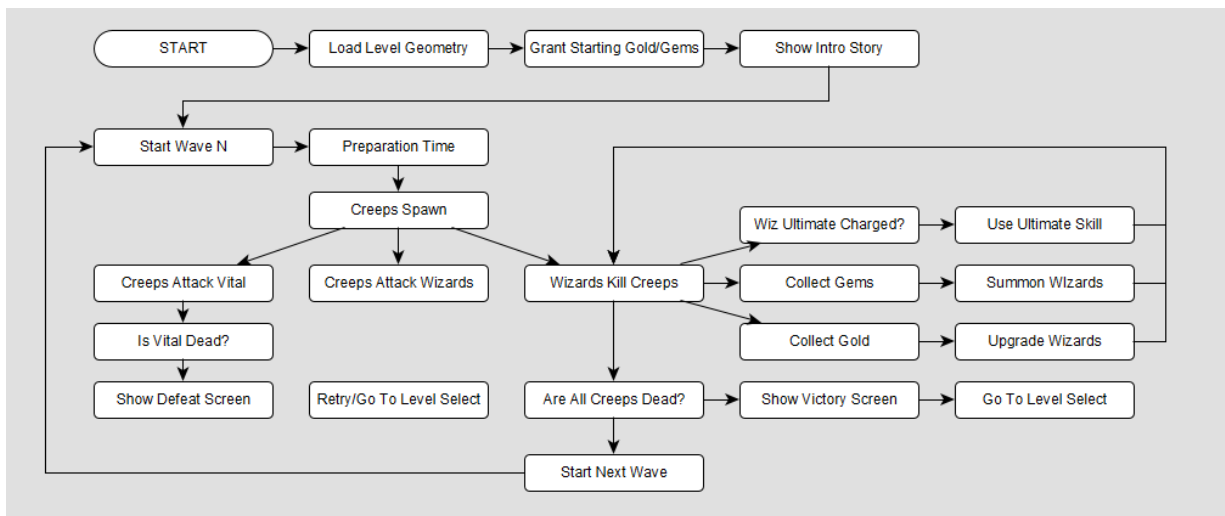 START
Load Level Geometry
Grant Starting Gold/Gems
Show Intro Story
Start Wave N
Preparation Time
Creeps Spawn
Wiz Ultimate Charged?
Use Ultimate Skill
Creeps Attack Vital
Creeps Attack Wizards
Wizards Kill Creeps
Collect Gems
Summon WIzards
Is Vital Dead?
Collect Gold
Upgrade Wizards
Show Defeat Screen
Retry/Go To Level Select
Are All Creeps Dead?
Show Victory Screen
Go To Level Select
Start Next Wave